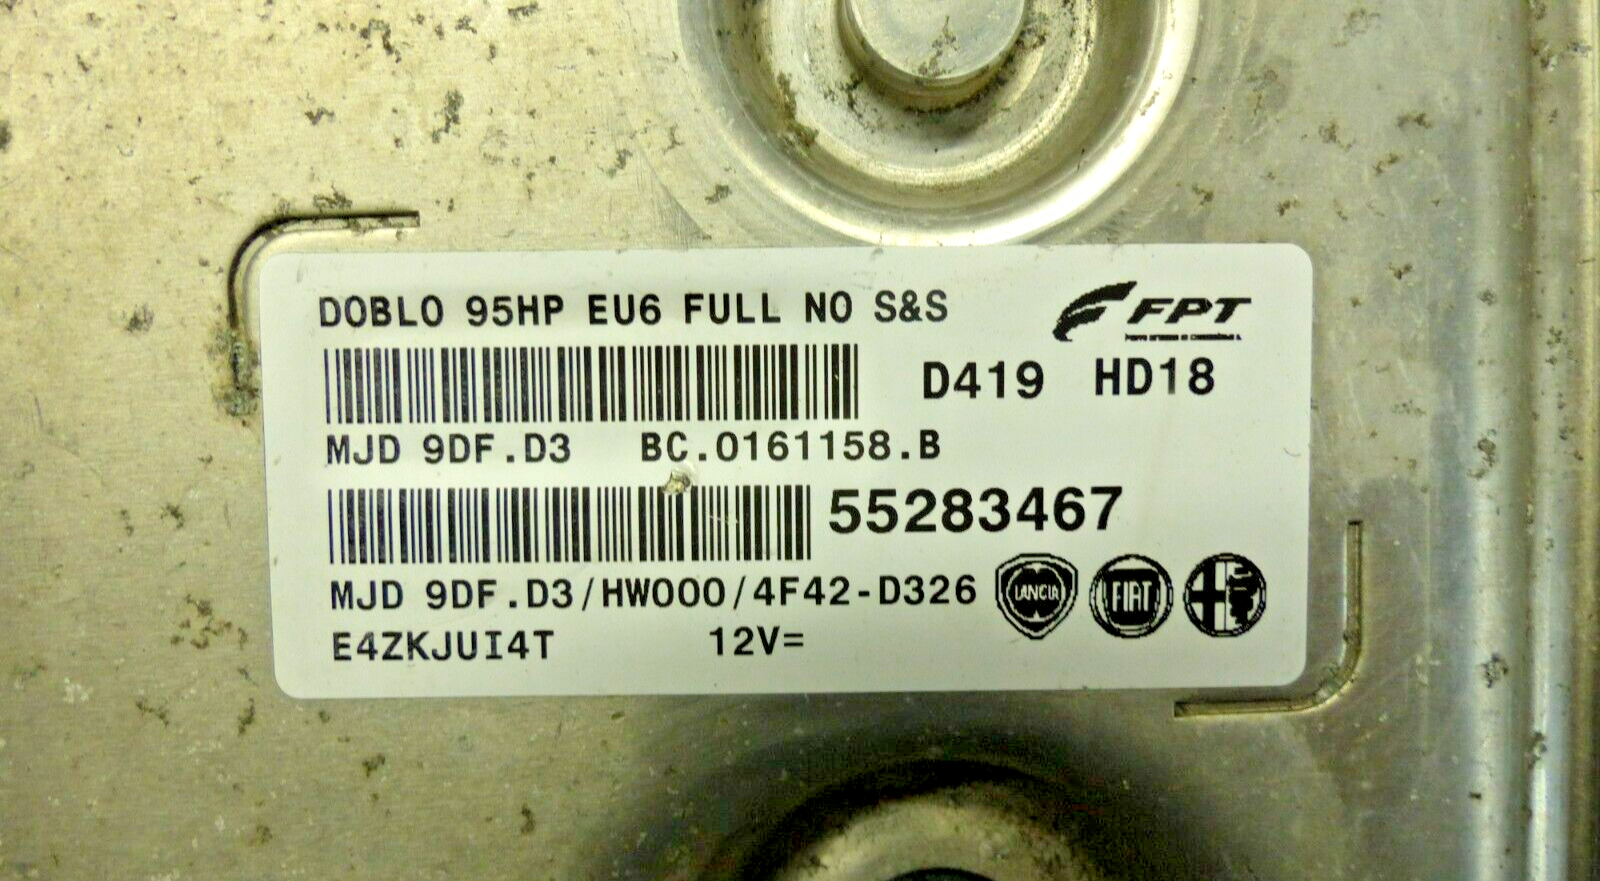 DOBLO 95HP EU6 FULL NO S&S
FPT
D419 HD18
MJD 9DF.D3 BC.0161158.B
55283467
MJD 9DF.D3/HW000/4F42-D326
LANCIA FIAT
E4ZKJUI4T 12V=